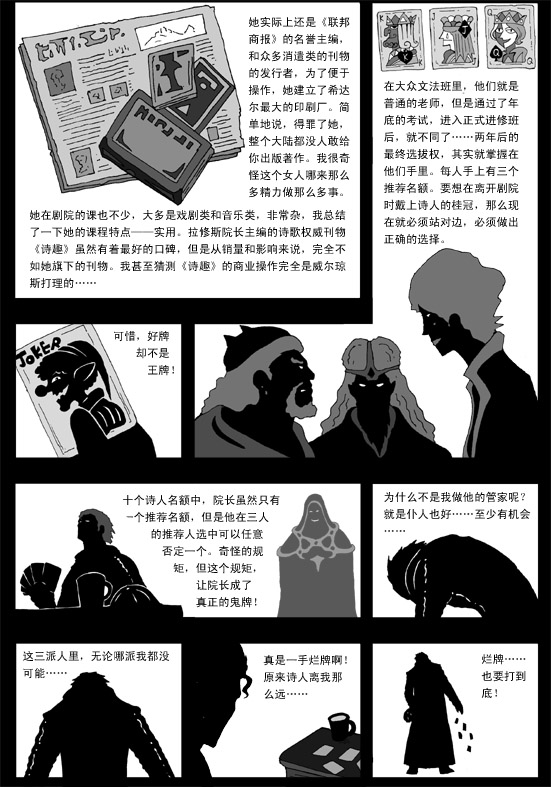 她实际上还是《联邦
商报》的名誉主编,
和众多消遣类的刊物
的发行者,为了便于
操作,她建立了希达
尔最大的印刷厂。简
单地说,得罪了她,
整个大陆都没人敢给
你出版著作。我很奇
怪这个女人哪来那么
多精力做那么多事。
她在剧院的课也不少,大多是戏剧类和音乐类,非常杂,我总结
了一下她的课程特点——实用。拉修斯院长主编的诗歌权威刊物
《诗趣》虽然有着最好的口碑,但是从销量和影响来说,完全不
如她旗下的刊物。我甚至猜测《诗趣》的商业操作完全是威尔琼
斯打理的……
K
J
Q
在大众文法班里,他们就是
普通的老师,但是通过了年
底的考试,进入正式进修班
后,就不同了……两年后的
最终选拔权,其实就掌握在
他们手里。每人手上有三个
推荐名额。要想在离开剧院
时戴上诗人的桂冠,那么现
在就必须站对边,必须做出
正确的选择。
JOKER
可惜,好牌
却不是
王牌!
十个诗人名额中,院长虽然只有
一个推荐名额,但是他在三人
的推荐人选中可以任意
否定一个。奇怪的规
矩,但这个规矩,
让院长成了
真正的鬼牌!
为什么不是我做他的管家呢?
就是仆人也好……至少有机会
……
这三派人里,无论哪派我都没
可能……
真是一手烂牌啊!
原来诗人离我那
么远……
烂牌……
也要打到
底!